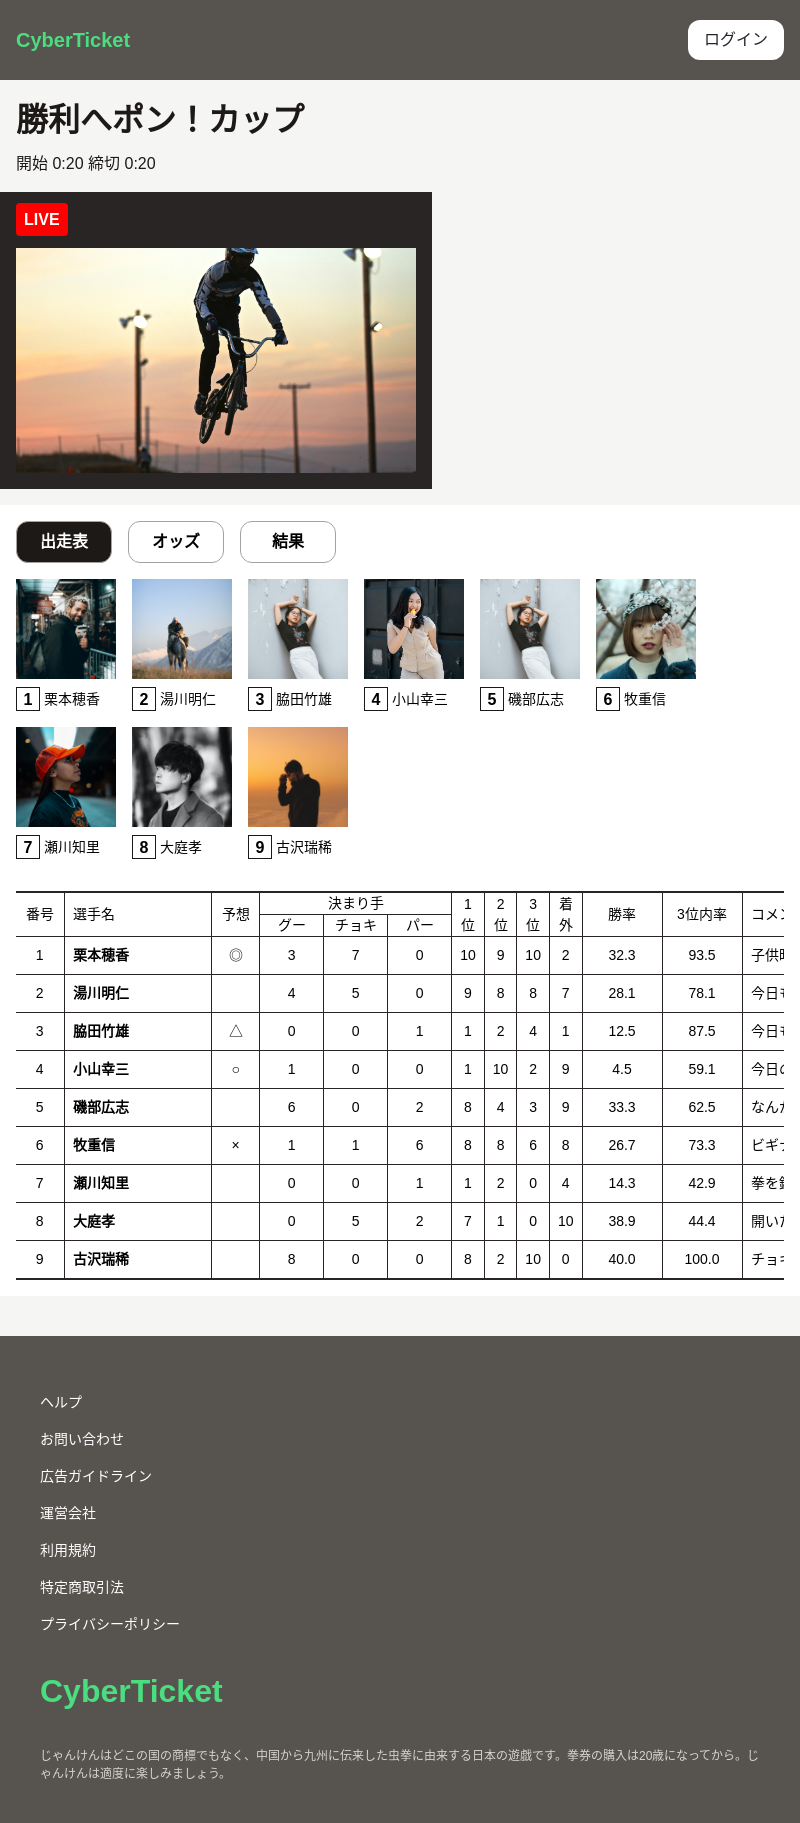 CyberTicket
ログイン
勝利へポン！カップ
開始 0:20 締切 0:20
LIVE
出走表 オッズ 結果
1 栗本穂香 2 湯川明仁 3 脇田竹雄 4 小山幸三 5 磯部広志 6 牧重信
7 瀬川知里 8 大庭孝 9 古沢瑞稀
番号 選手名 予想 決まり手 グー チョキ パー 1位 2位 3位 着外 勝率 3位内率 コメン
1 栗本穂香 ◎ 3 7 0 10 9 10 2 32.3 93.5 子供時
2 湯川明仁 4 5 0 9 8 8 7 28.1 78.1 今日も
3 脇田竹雄 △ 0 0 1 1 2 4 1 12.5 87.5 今日も
4 小山幸三 ○ 1 0 0 1 10 2 9 4.5 59.1 今日の
5 磯部広志 6 0 2 8 4 3 9 33.3 62.5 なんか
6 牧重信 × 1 1 6 8 8 6 8 26.7 73.3 ビギナ
7 瀬川知里 0 0 1 1 2 0 4 14.3 42.9 拳を
8 大庭孝 0 5 2 7 1 0 10 38.9 44.4 開いた
9 古沢瑞稀 8 0 0 8 2 10 0 40.0 100.0 チョキ
ヘルプ
お問い合わせ
広告ガイドライン
運営会社
利用規約
特定商取引法
プライバシーポリシー
CyberTicket
じゃんけんはどこの国の商標でもなく、中国から九州に伝来した虫拳に由来する日本の遊戯です。拳券の購入は20歳になってから。じ
ゃんけんは適度に楽しみましょう。